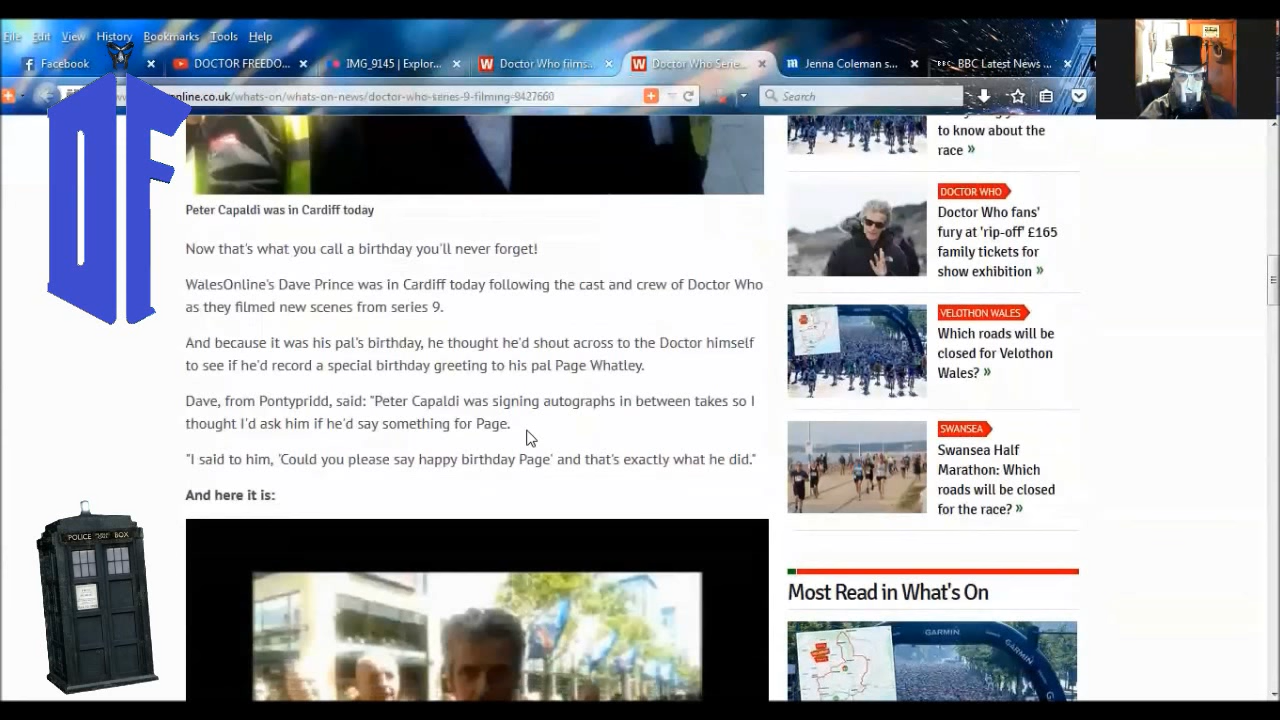 File Edit View History Bookmarks Tools Help
Facebook
DOCTOR FREEDO...
IMG_9145 | Explor...
Doctor Who films...
Doctor Who Serie...
Jenna Coleman s...
BBC Latest News ...
online.co.uk/whats-on/whats-on-news/doctor-who-series-9-filming-9427660
Search
DF
to know about the
race »
Peter Capaldi was in Cardiff today
Now that's what you call a birthday you'll never forget!
WalesOnline's Dave Prince was in Cardiff today following the cast and crew of Doctor Who
as they filmed new scenes from series 9.
And because it was his pal's birthday, he thought he'd shout across to the Doctor himself
to see if he'd record a special birthday greeting to his pal Page Whatley.
Dave, from Pontypridd, said: "Peter Capaldi was signing autographs in between takes so I
thought I'd ask him if he'd say something for Page.
"I said to him, 'Could you please say happy birthday Page' and that's exactly what he did."
And here it is:
DOCTOR WHO
Doctor Who fans'
fury at 'rip-off' £165
family tickets for
show exhibition »
VELOTHON WALES
Which roads will be
closed for Velothon
Wales? »
SWANSEA
Swansea Half
Marathon: Which
roads will be closed
for the race? »
Most Read in What's On
GARMIN
GARMIN
POLICE BOX